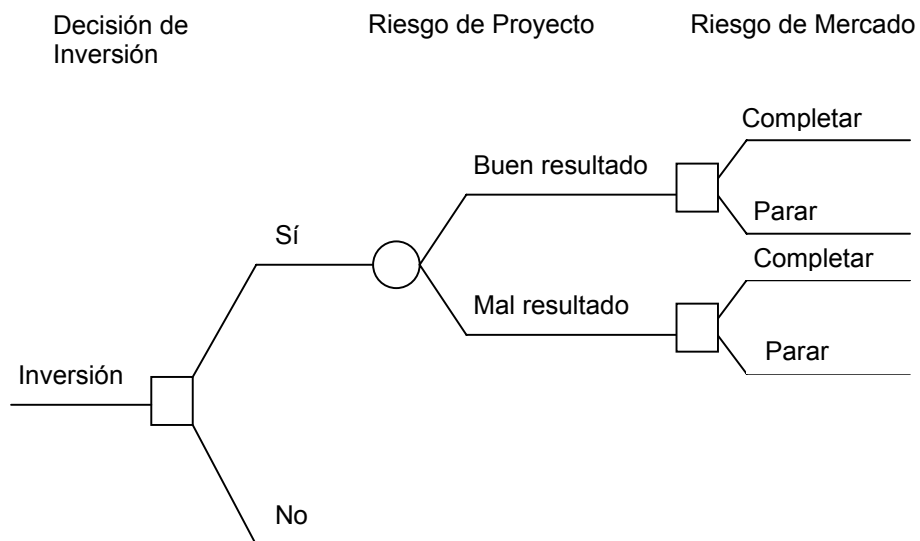 Decisión de
Inversión
Riesgo de Proyecto
Riesgo de Mercado
Completar
Buen resultado
Parar
Sí
Completar
Mal resultado
Parar
Inversión
No